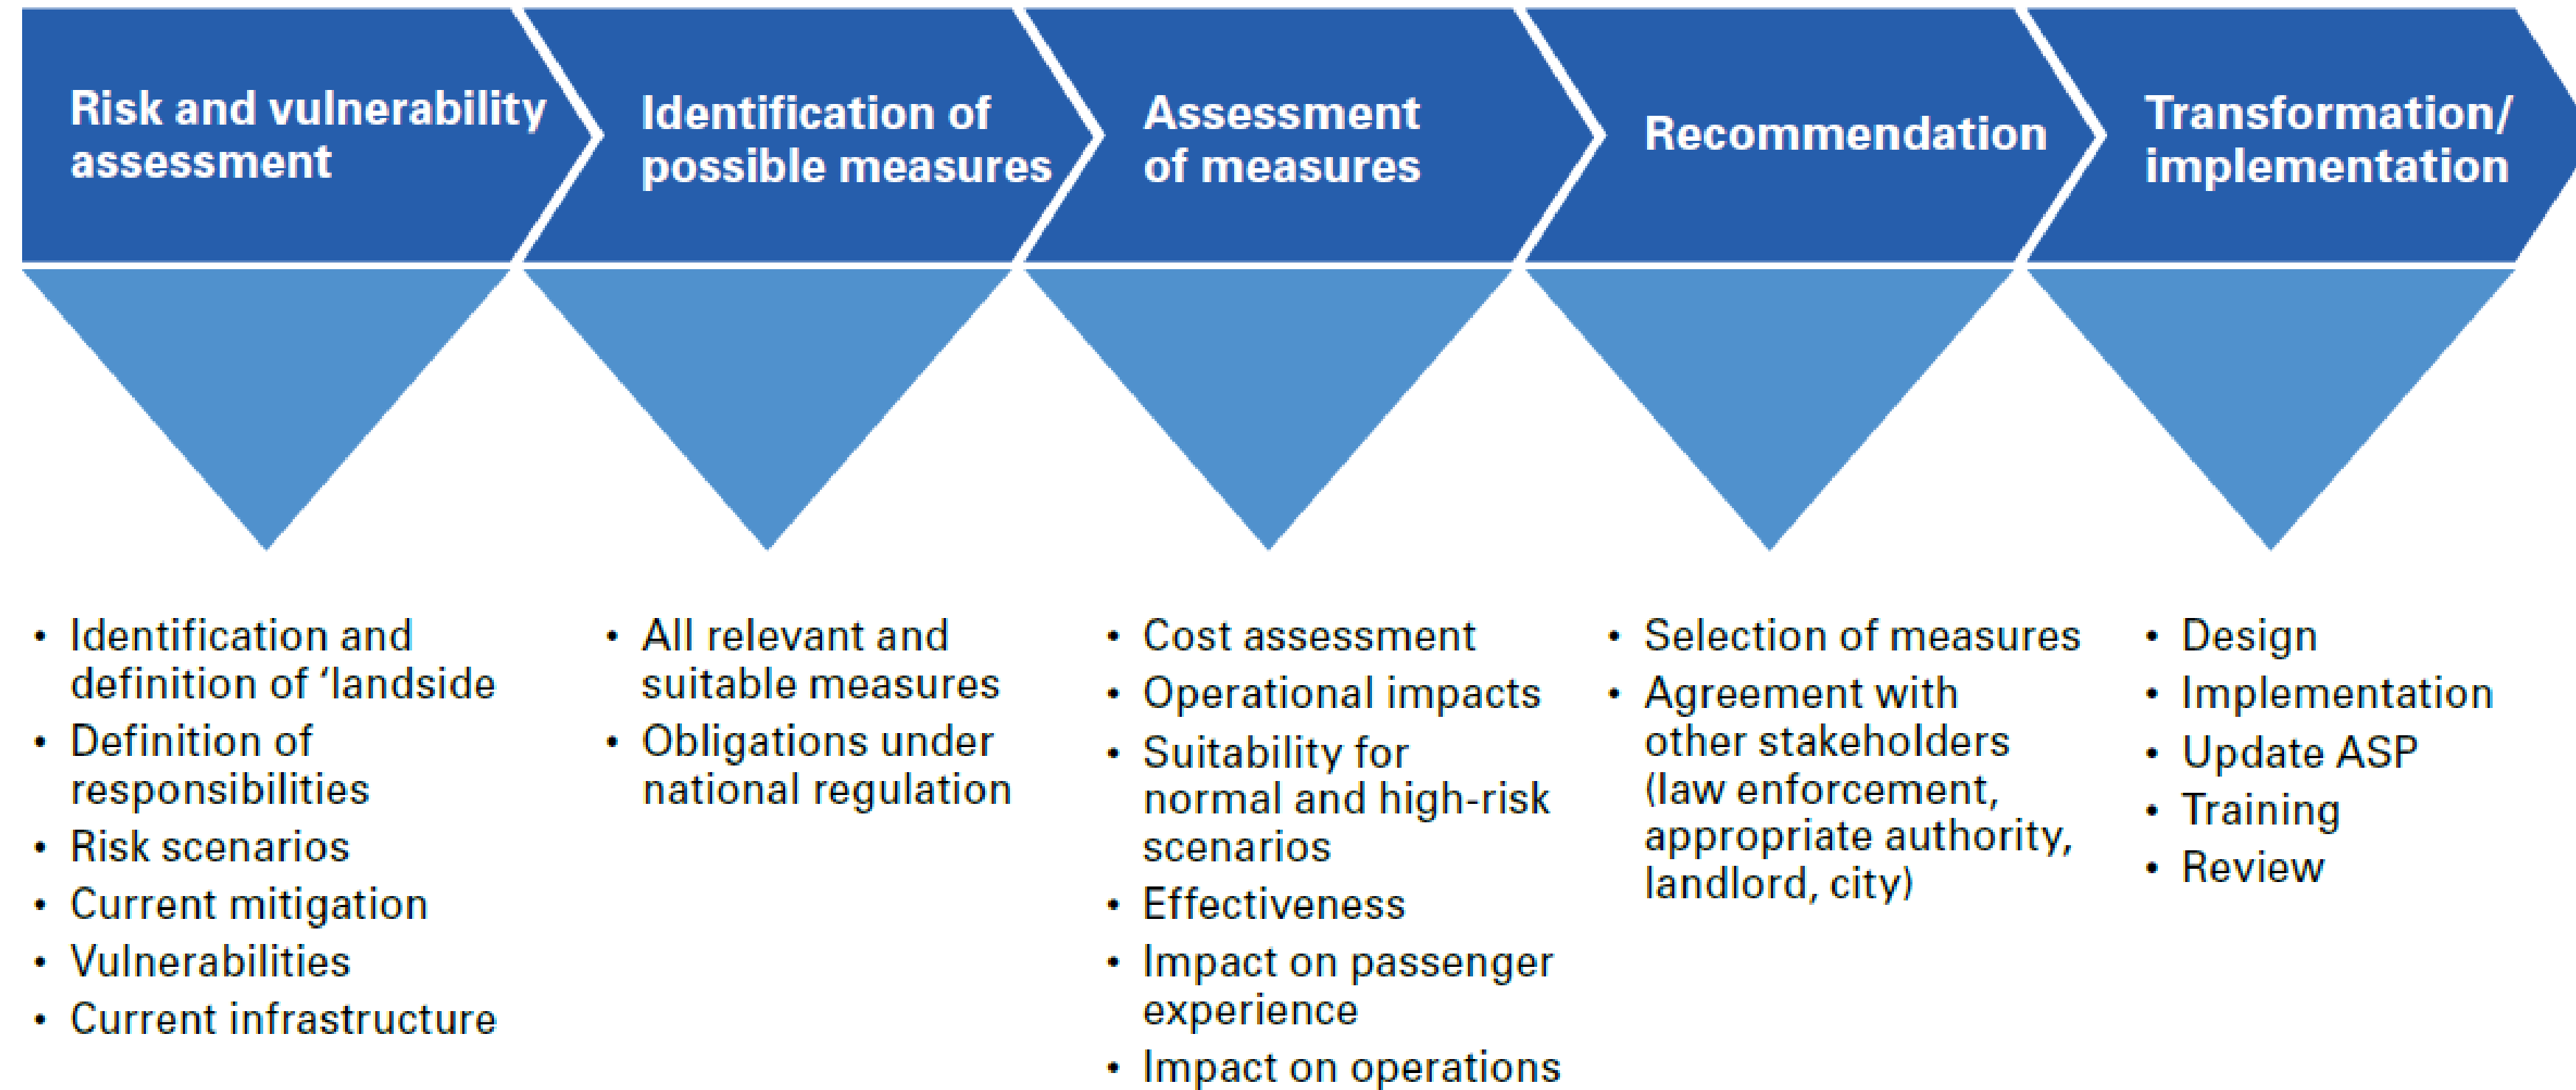 Risk and vulnerability
assessment
Identification of
possible measures
Assessment
of measures
Recommendation
Transformation/
implementation
• Identification and
definition of ‘landside
• Definition of
responsibilities
• Risk scenarios
• Current mitigation
• Vulnerabilities
• Current infrastructure
• All relevant and
suitable measures
• Obligations under
national regulation
• Cost assessment
• Operational impacts
• Suitability for
normal and high-risk
scenarios
• Effectiveness
• Impact on passenger
experience
• Impact on operations
• Selection of measures
• Agreement with
other stakeholders
(law enforcement,
appropriate authority,
landlord, city)
• Design
• Implementation
• Update ASP
• Training
• Review